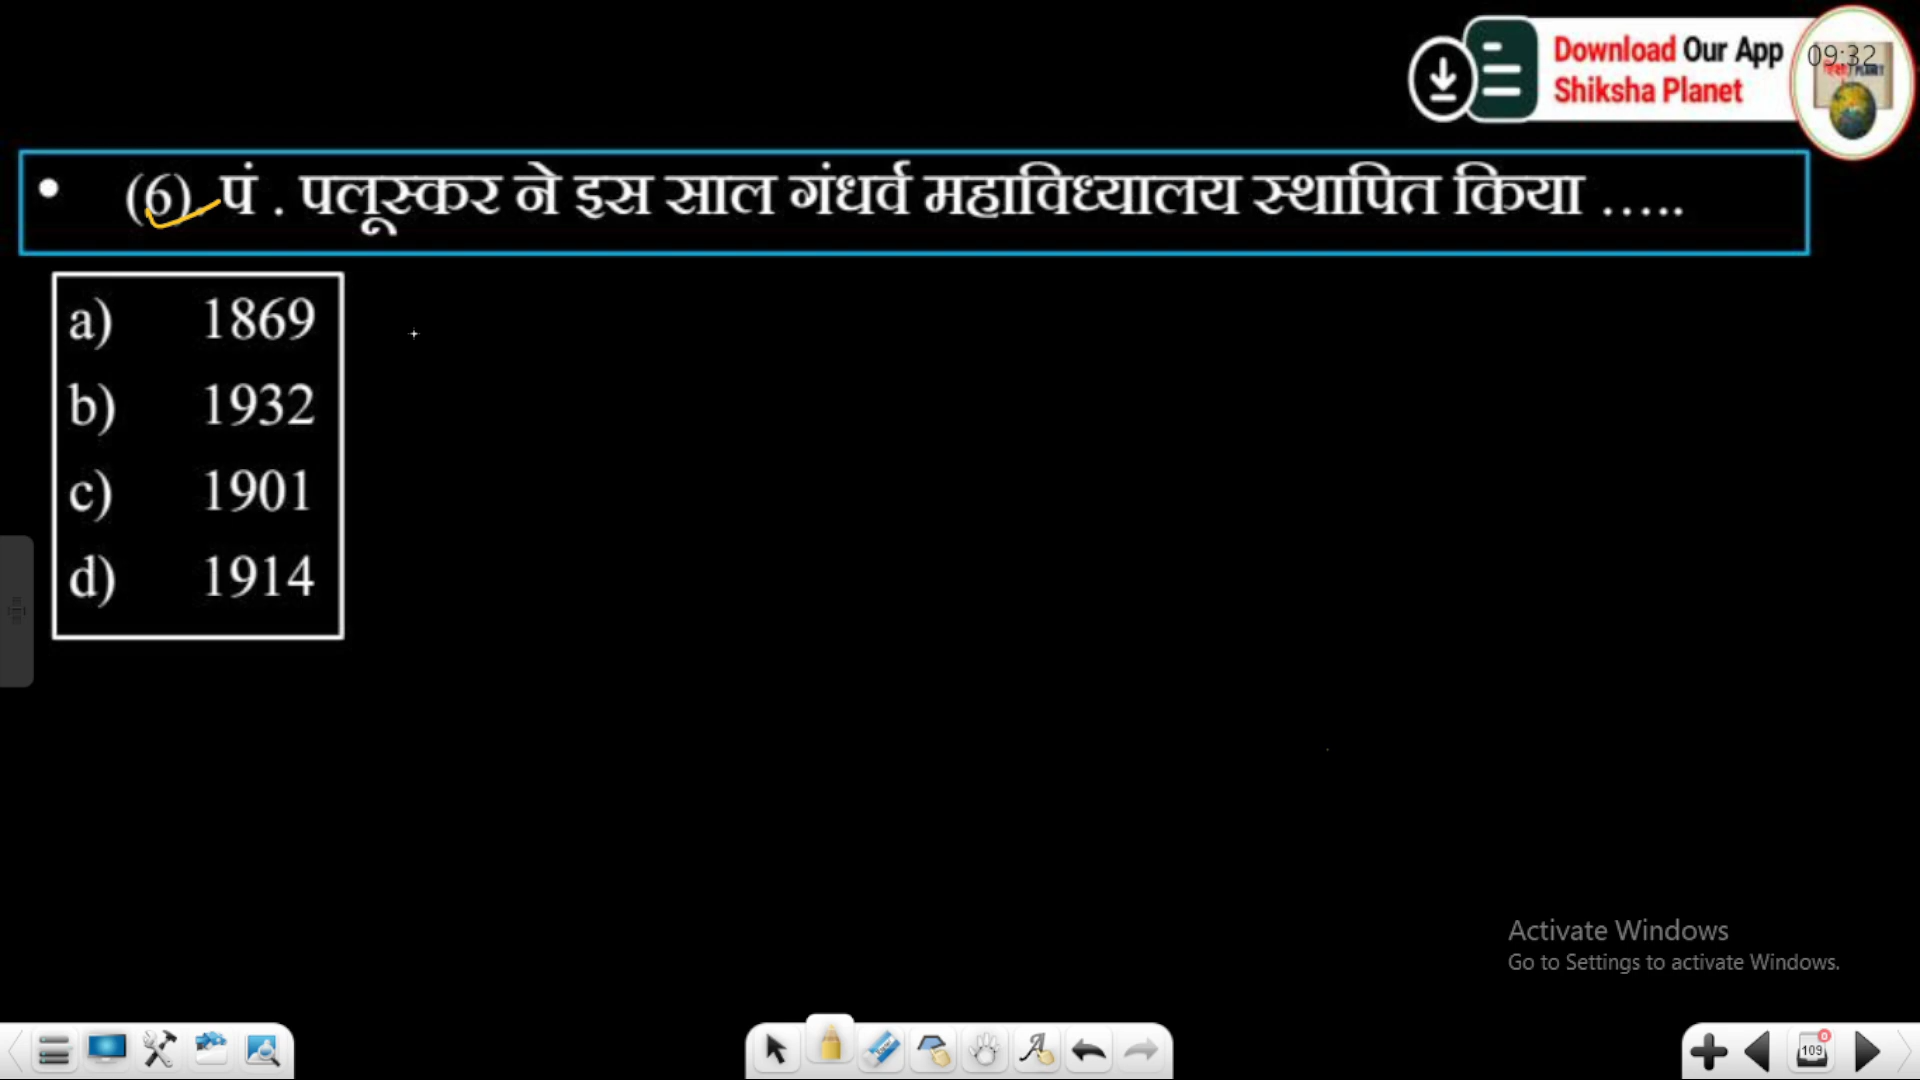 Download Our App
Shiksha Planet
09:32
(6). पं . पलूस्कर ने इस साल गंधर्व महाविध्यालय स्थापित किया .....
a) 1869
b) 1932
c) 1901
d) 1914
Activate Windows
Go to Settings to activate Windows.
109
0